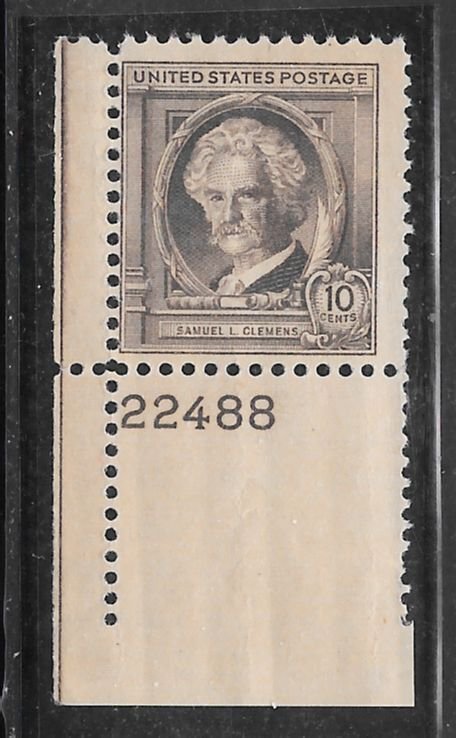 UNITED STATES POSTAGE
10
CENTS
SAMUEL L. CLEMENS
22488